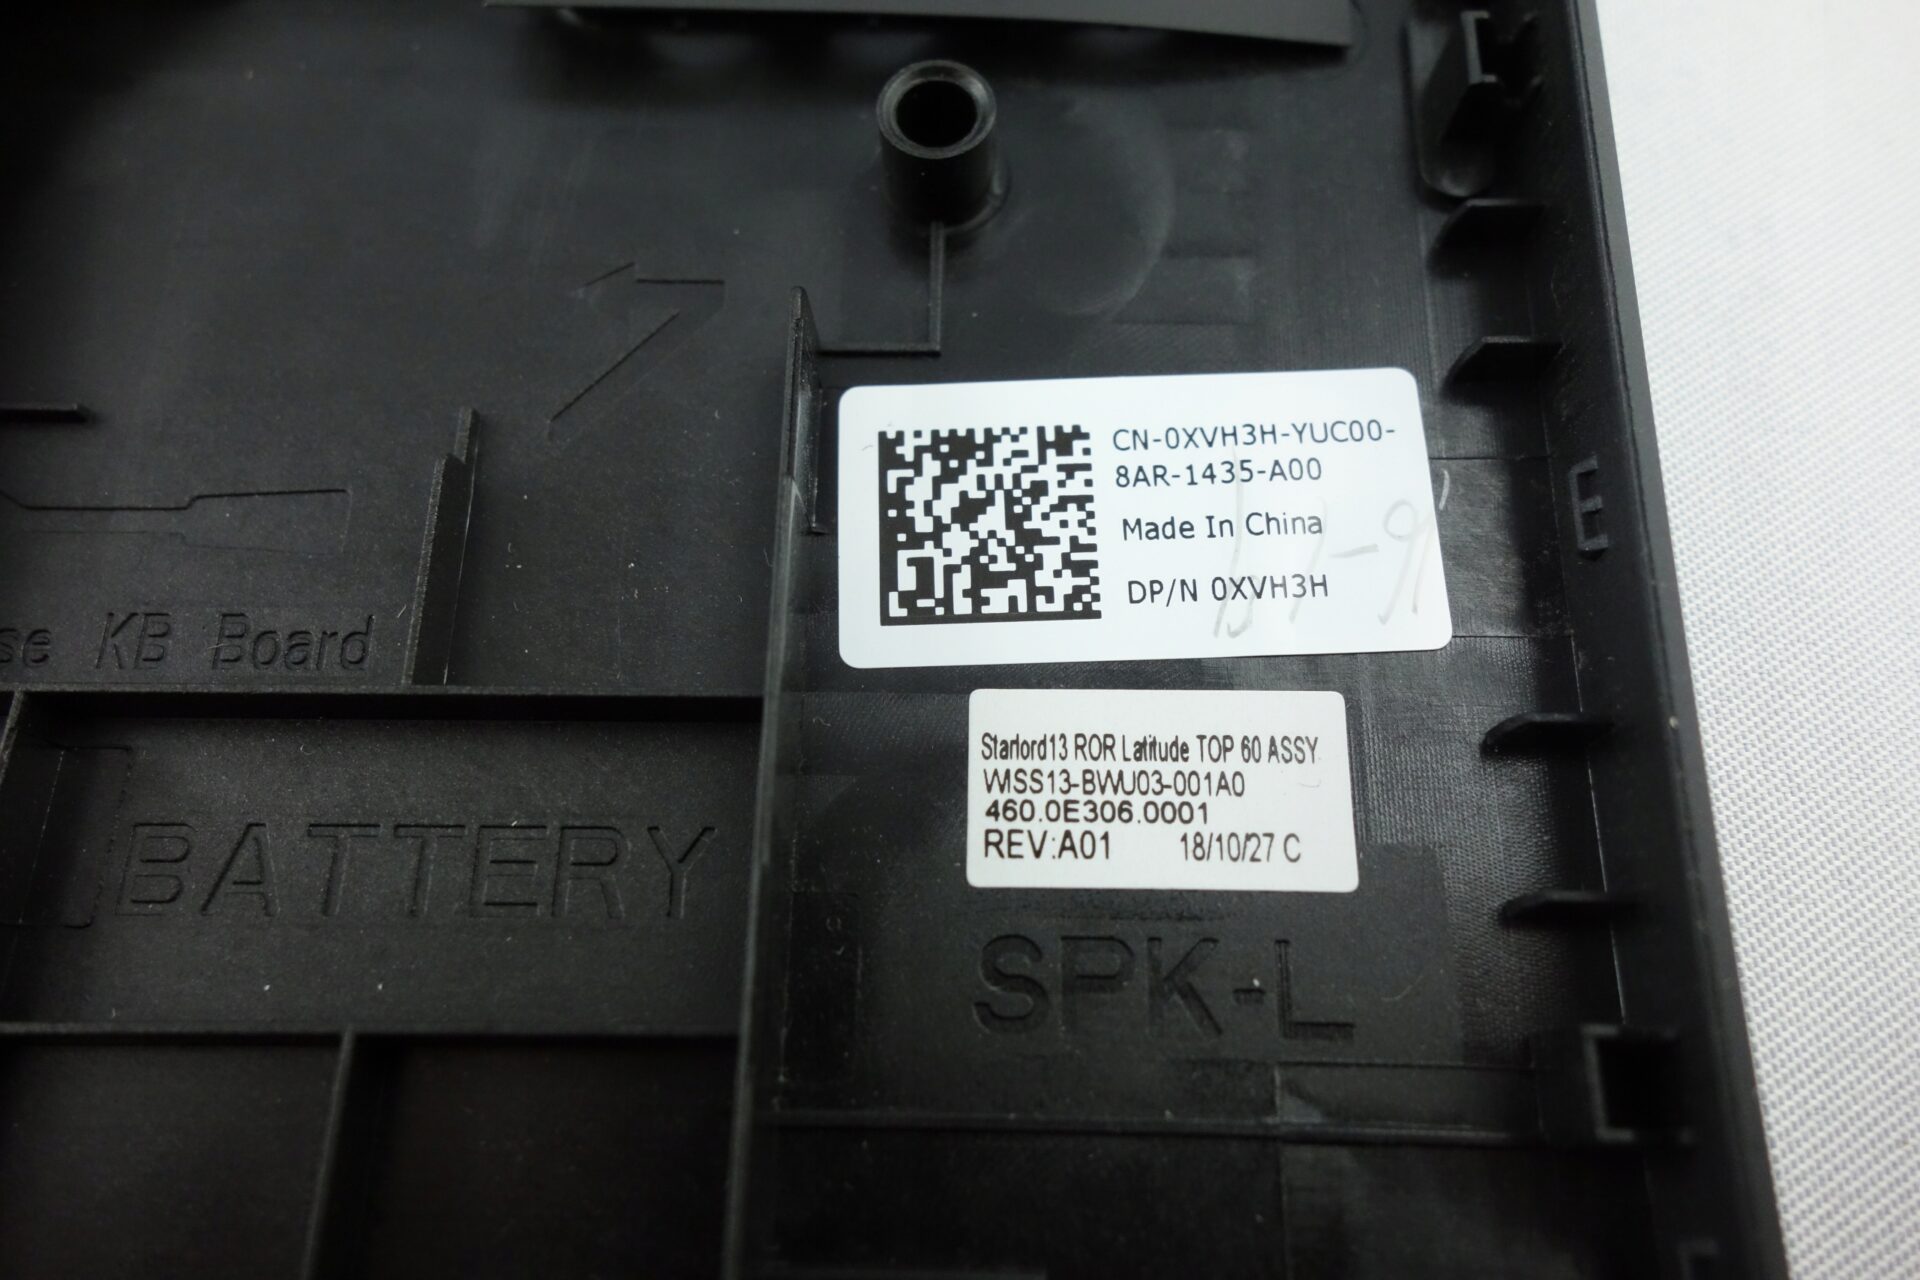 CN-0XVH3H-YUC00-
8AR-1435-A00
Made In China
DP/N 0XVH3H
E
KB Board
Starlord13 ROR Latitude TOP 60 ASSY
WISS13-BWU03-001A0
460.0E306.0001
REV:A01 18/10/27 C
BATTERY
SPK-L